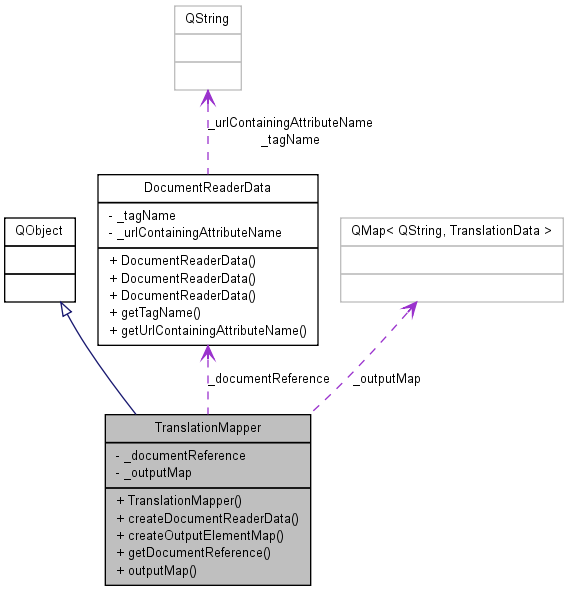 QString
_urlContainingAttributeName
_tagName
DocumentReaderData
- _tagName
- _urlContainingAttributeName
+ DocumentReaderData()
+ DocumentReaderData()
+ DocumentReaderData()
+ getTagName()
+ getUrlContainingAttributeName()
QObject
QMap< QString, TranslationData >
_documentReference
_outputMap
TranslationMapper
- _documentReference
- _outputMap
+ TranslationMapper()
+ createDocumentReaderData()
+ createOutputElementMap()
+ getDocumentReference()
+ outputMap()